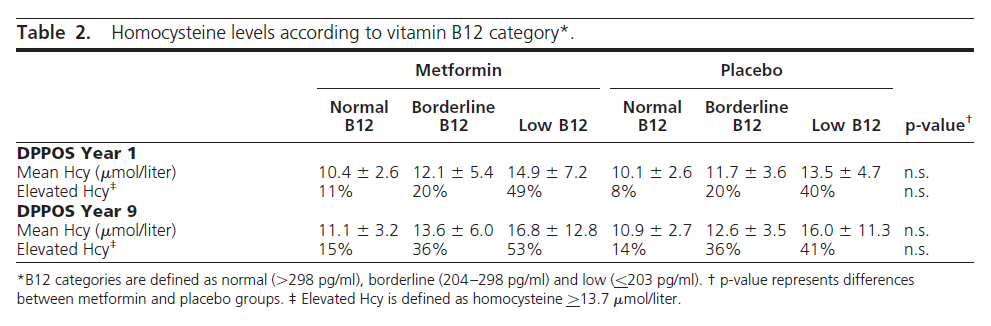 Table 2. Homocysteine levels according to vitamin B12 category*.
Metformin Placebo
Normal B12 Borderline B12 Low B12 Normal B12 Borderline B12 Low B12 p-value†
DPPOS Year 1
Mean Hcy (μmol/liter) 10.4 ± 2.6 12.1 ± 5.4 14.9 ± 7.2 10.1 ± 2.6 11.7 ± 3.6 13.5 ± 4.7 n.s.
Elevated Hcy‡ 11% 20% 49% 8% 20% 40% n.s.
DPPOS Year 9
Mean Hcy (μmol/liter) 11.1 ± 3.2 13.6 ± 6.0 16.8 ± 12.8 10.9 ± 2.7 12.6 ± 3.5 16.0 ± 11.3 n.s.
Elevated Hcy‡ 15% 36% 53% 14% 36% 41% n.s.
*B12 categories are defined as normal (>298 pg/ml), borderline (204–298 pg/ml) and low (≤203 pg/ml). † p-value represents differences
between metformin and placebo groups. ‡ Elevated Hcy is defined as homocysteine ≥13.7 μmol/liter.